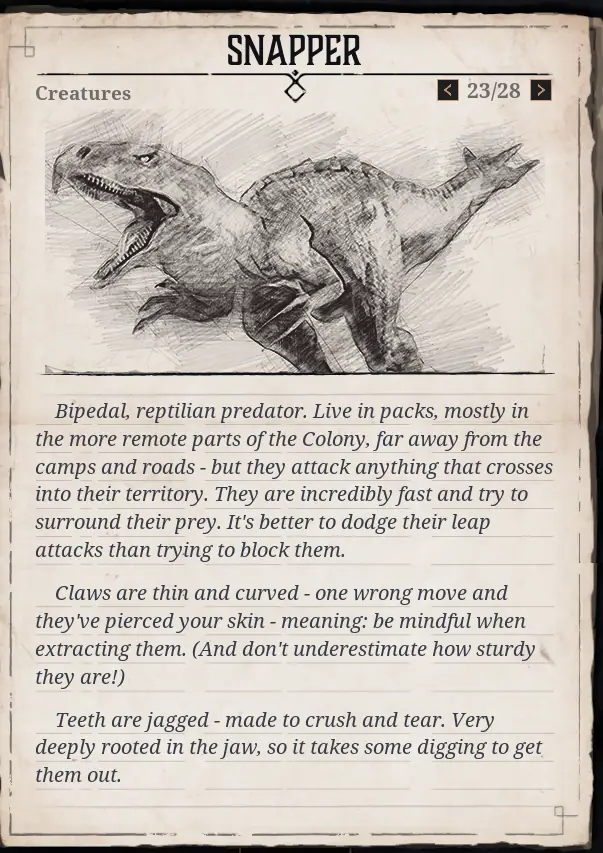 SNAPPER
Creatures
< 23/28 >
Bipedal, reptilian predator. Live in packs, mostly in
the more remote parts of the Colony, far away from the
camps and roads - but they attack anything that crosses
into their territory. They are incredibly fast and try to
surround their prey. It's better to dodge their leap
attacks than trying to block them.
Claws are thin and curved - one wrong move and
they've pierced your skin - meaning: be mindful when
extracting them. (And don't underestimate how sturdy
they are!)
Teeth are jagged - made to crush and tear. Very
deeply rooted in the jaw, so it takes some digging to get
them out.